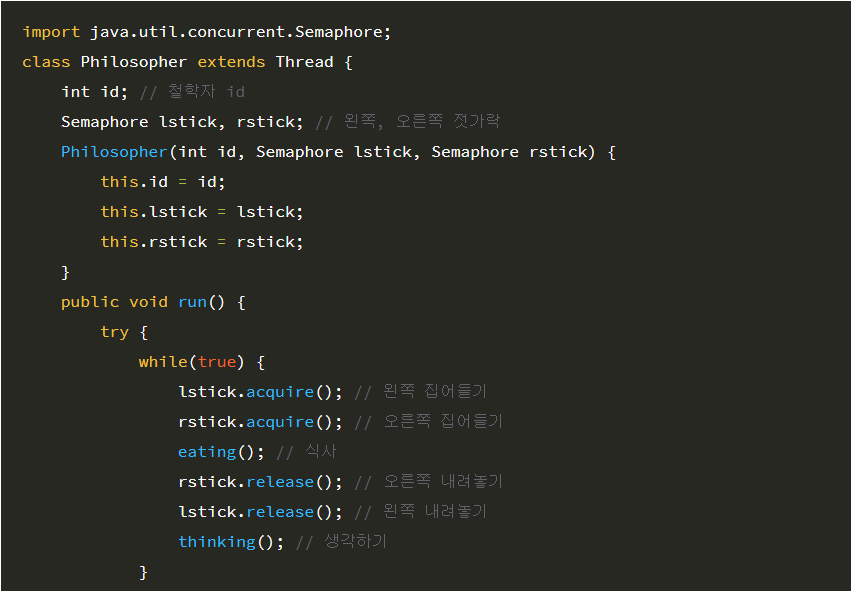 import java.util.concurrent.Semaphore;
class Philosopher extends Thread {
    int id; // 철학자 id
    Semaphore lstick, rstick; // 왼쪽, 오른쪽 젓가락
    Philosopher(int id, Semaphore lstick, Semaphore rstick) {
        this.id = id;
        this.lstick = lstick;
        this.rstick = rstick;
    }
    public void run() {
        try {
            while(true) {
                lstick.acquire(); // 왼쪽 집어들기
                rstick.acquire(); // 오른쪽 집어들기
                eating(); // 식사
                rstick.release(); // 오른쪽 내려놓기
                lstick.release(); // 왼쪽 내려놓기
                thinking(); // 생각하기
            }